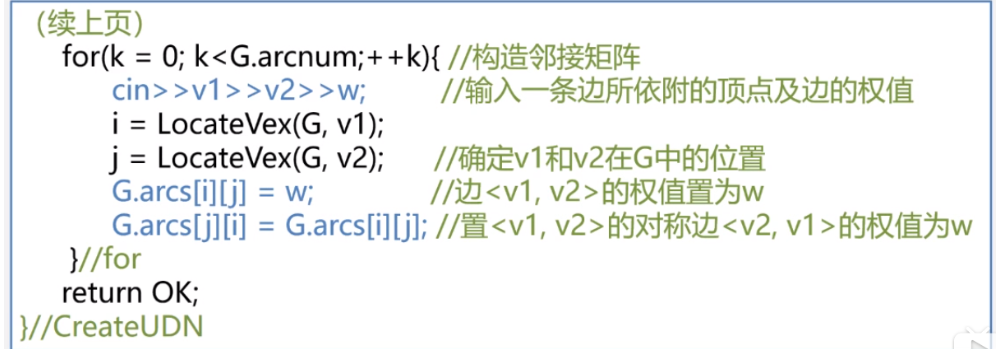 （续上页）
for(k = 0; k<G.arcnum;++k){ //构造邻接矩阵
cin>>v1>>v2>>w; //输入一条边所依附的顶点及边的权值
i = LocateVex(G, v1);
j = LocateVex(G, v2); //确定v1和v2在G中的位置
G.arcs[i][j] = w; //边<v1, v2>的权值置为w
G.arcs[j][i] = G.arcs[i][j]; //置<v1, v2>的对称边<v2, v1>的权值为w
}//for
return OK;
}//CreateUDN